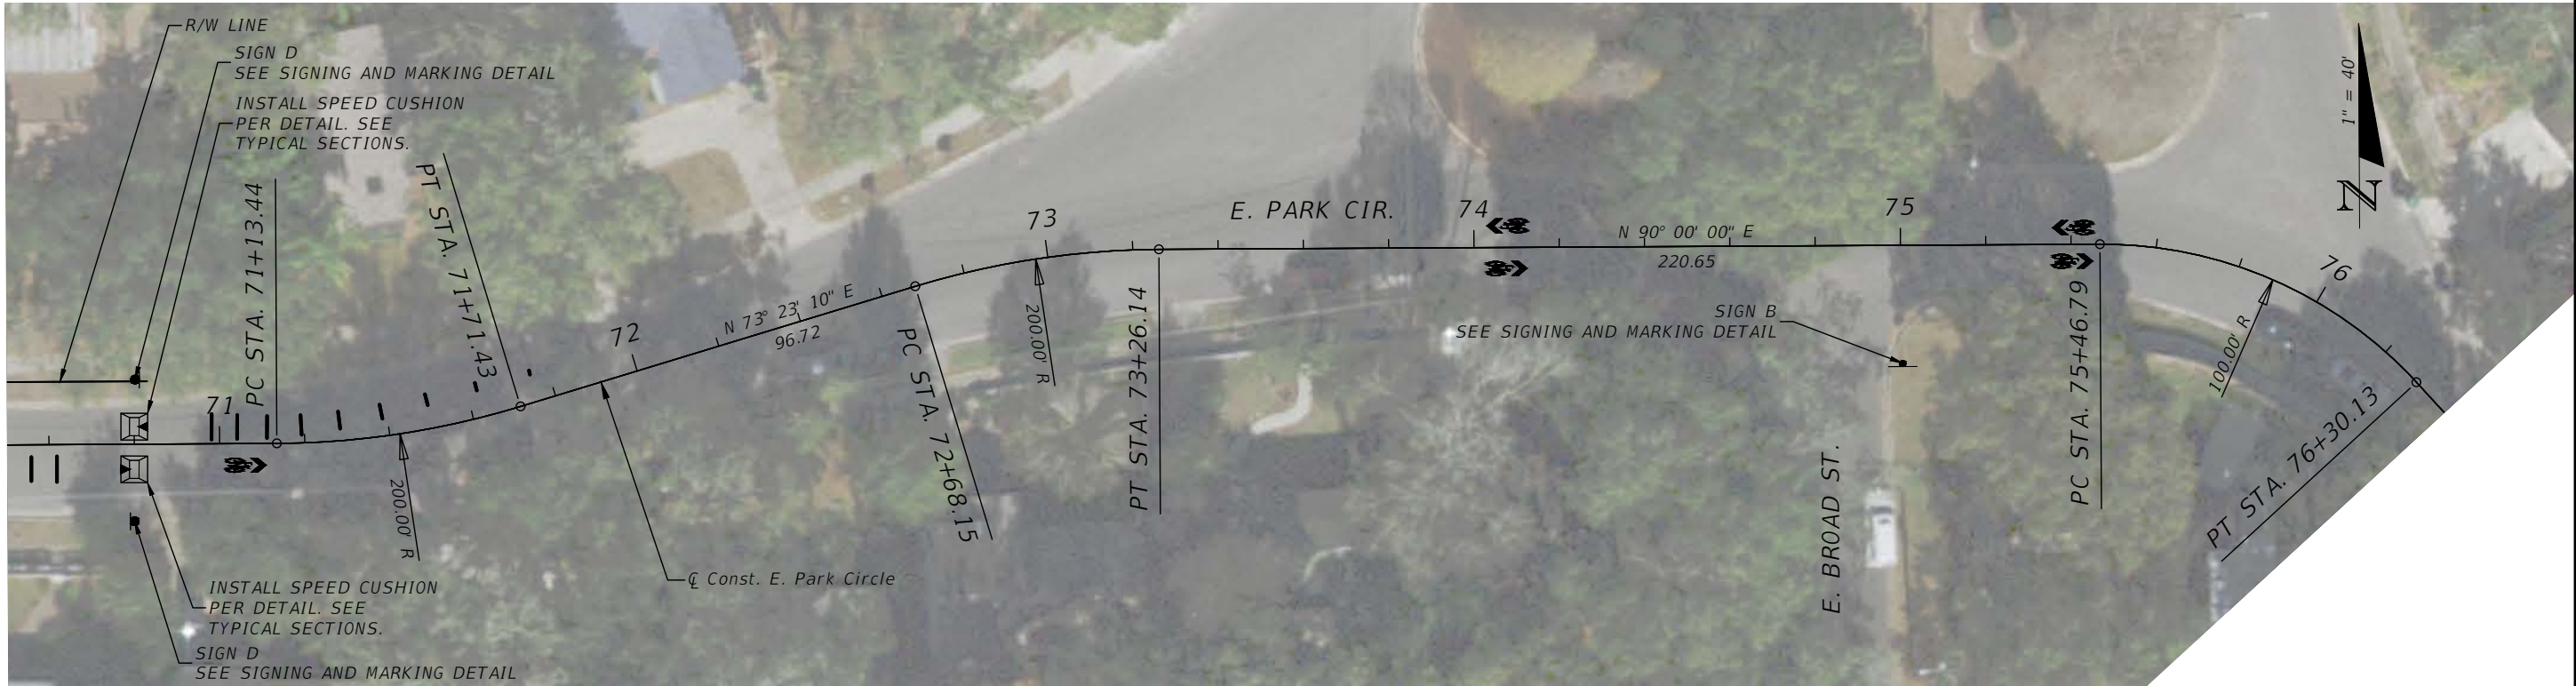 R/W LINE
SIGN D
SEE SIGNING AND MARKING DETAIL
INSTALL SPEED CUSHION
PER DETAIL. SEE
TYPICAL SECTIONS.
PC STA. 71+13.44
PT STA. 71+71.43
71
72
N 73° 23' 10" E
96.72
200.00' R
INSTALL SPEED CUSHION
PER DETAIL. SEE
TYPICAL SECTIONS.
SIGN D
SEE SIGNING AND MARKING DETAIL
℄ Const. E. Park Circle
PC STA. 72+68.15
73
200.00' R
PT STA. 73+26.14
E. PARK CIR.
74
N 90° 00' 00" E
220.65
75
SIGN B
SEE SIGNING AND MARKING DETAIL
E. BROAD ST.
PC STA. 75+46.79
76
100.00' R
PT STA. 76+30.13
1" = 40'
N